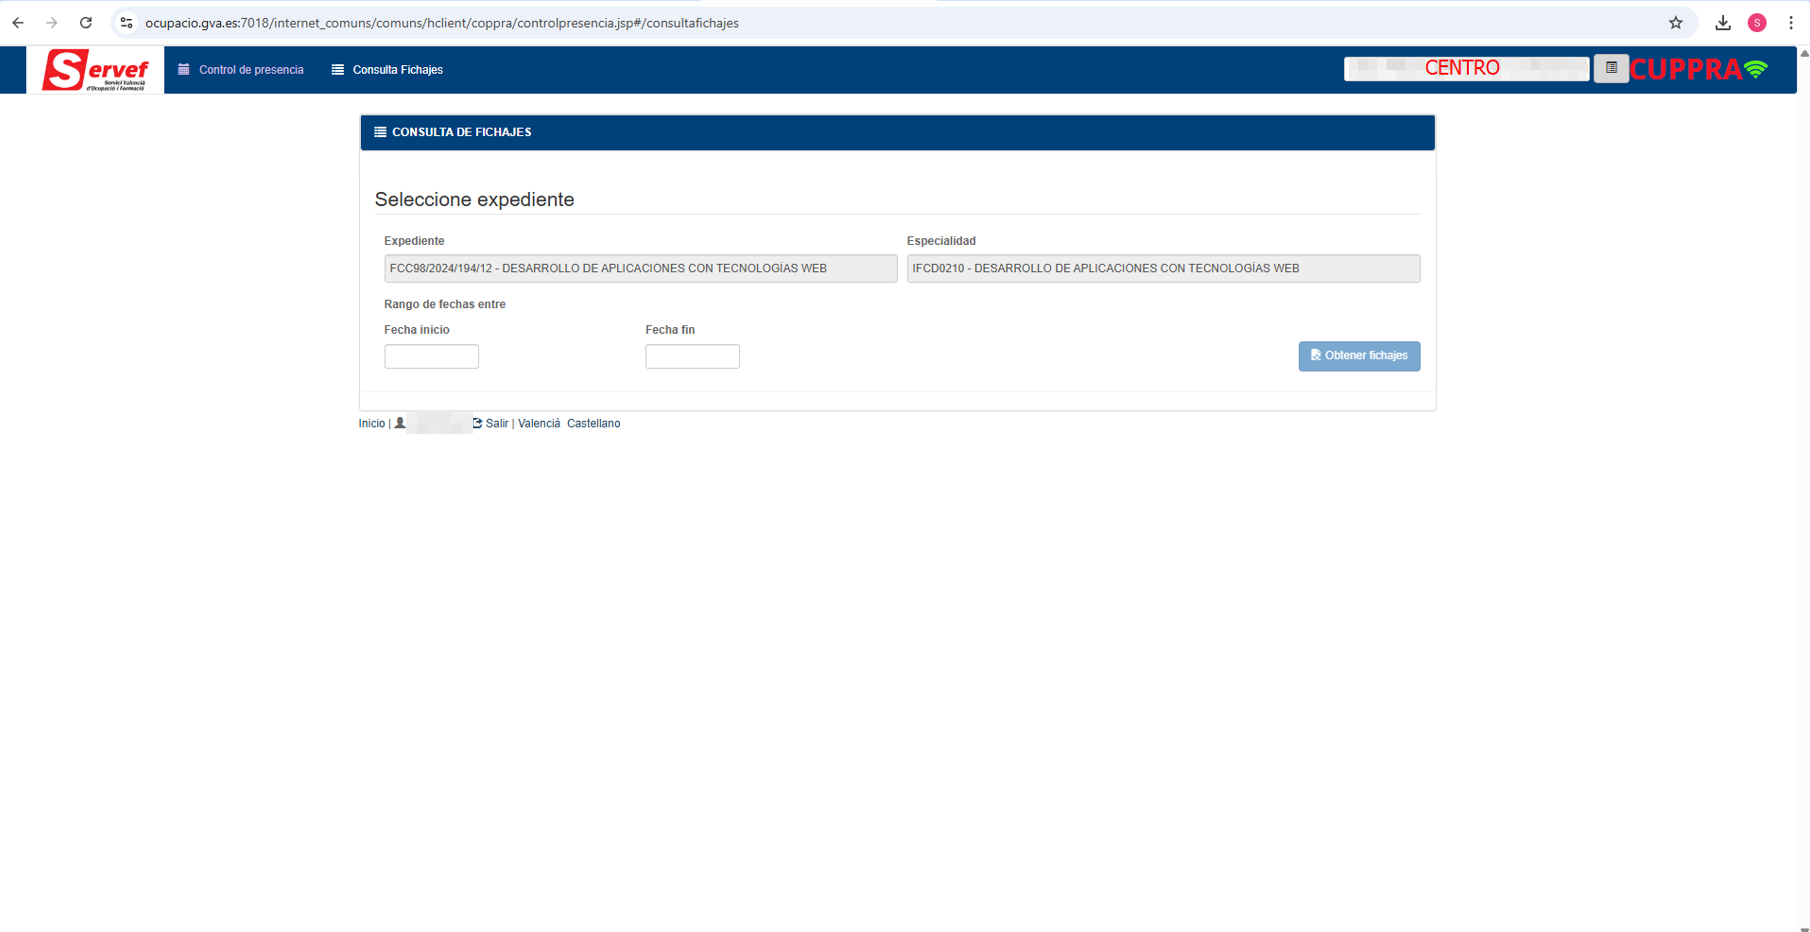 ocupacio.gva.es:7018/internet_comuns/comuns/hclient/coppra/controlpresencia.jsp#/consultafichajes
S
Servef
Servici Valencià
d'Ocupació i Formació
Control de presencia
Consulta Fichajes
CENTRO
CUPPRA
CONSULTA DE FICHAJES
Seleccione expediente
Expediente
Especialidad
FCC98/2024/194/12 - DESARROLLO DE APLICACIONES CON TECNOLOGÍAS WEB
IFCD0210 - DESARROLLO DE APLICACIONES CON TECNOLOGÍAS WEB
Rango de fechas entre
Fecha inicio
Fecha fin
Obtener fichajes
Inicio | Salir | Valencià Castellano